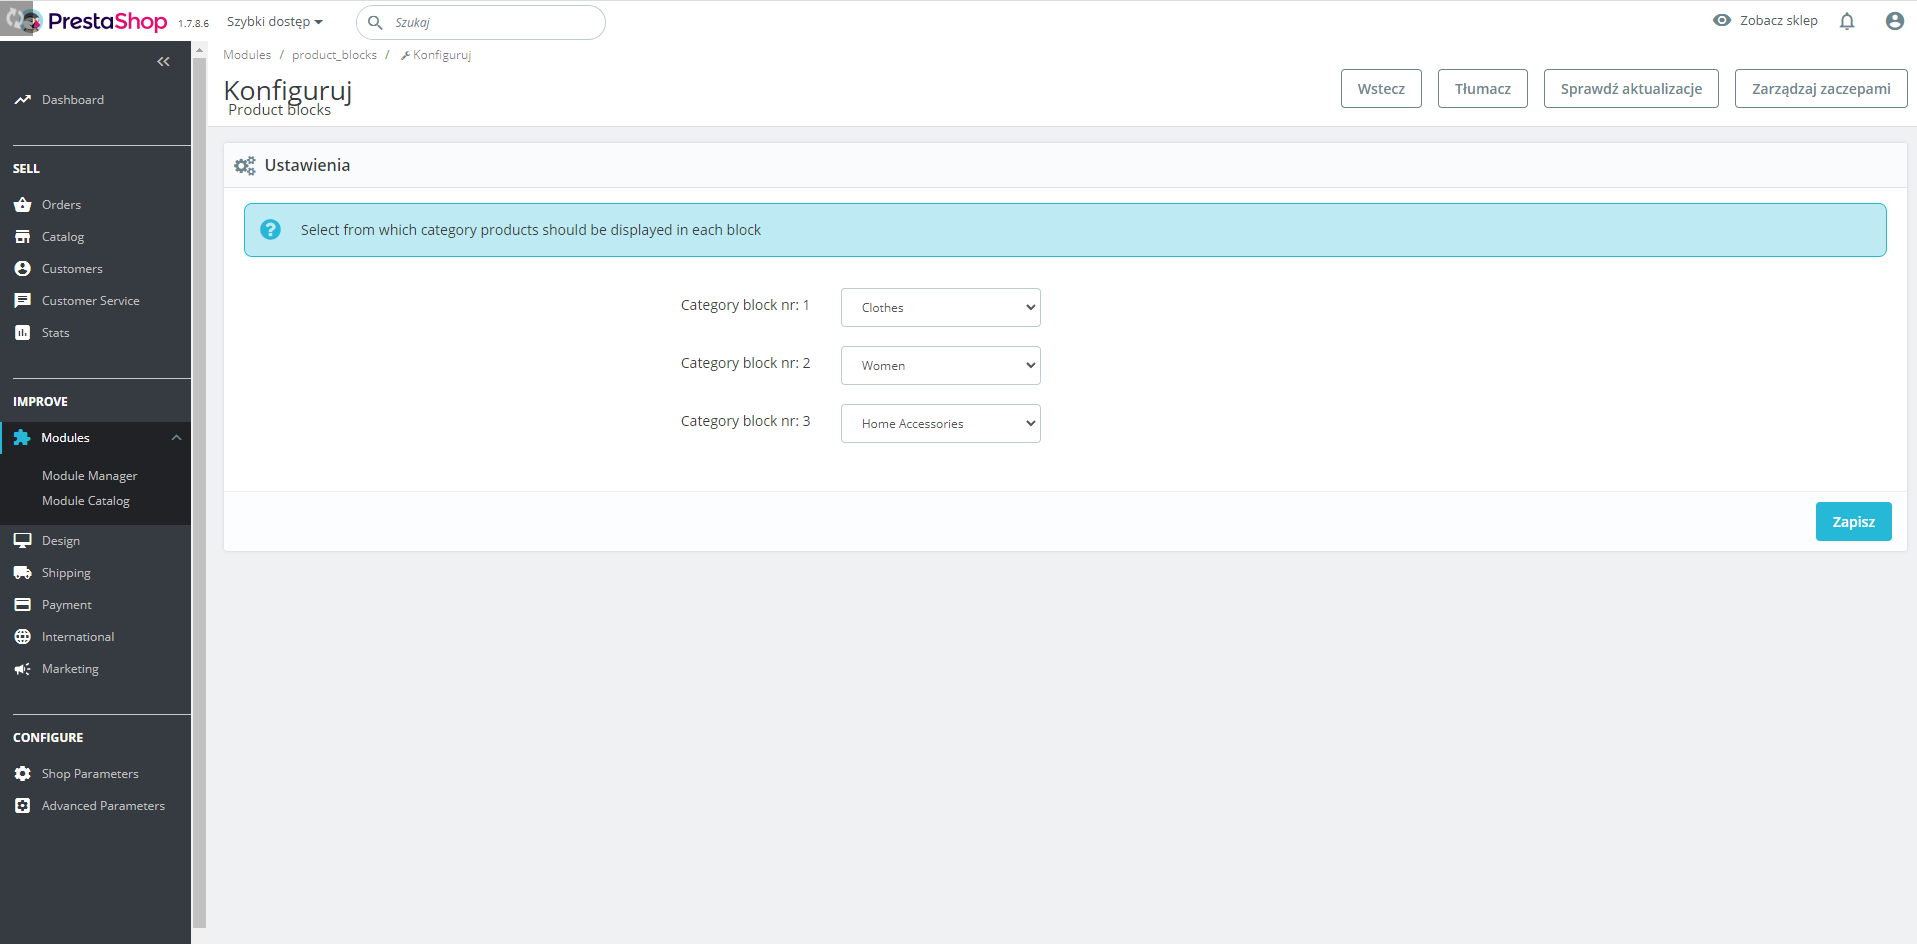 PrestaShop 1.7.8.6 Szybki dostęp Szukaj Zobacz sklep
Modules / product_blocks / Konfiguruj
Konfiguruj
Product blocks
Wstecz Tłumacz Sprawdź aktualizacje Zarządzaj zaczepami
Dashboard
SELL
Orders
Catalog
Customers
Customer Service
Stats
IMPROVE
Modules
Module Manager
Module Catalog
Design
Shipping
Payment
International
Marketing
CONFIGURE
Shop Parameters
Advanced Parameters
Ustawienia
Select from which category products should be displayed in each block
Category block nr: 1 Clothes
Category block nr: 2 Women
Category block nr: 3 Home Accessories
Zapisz